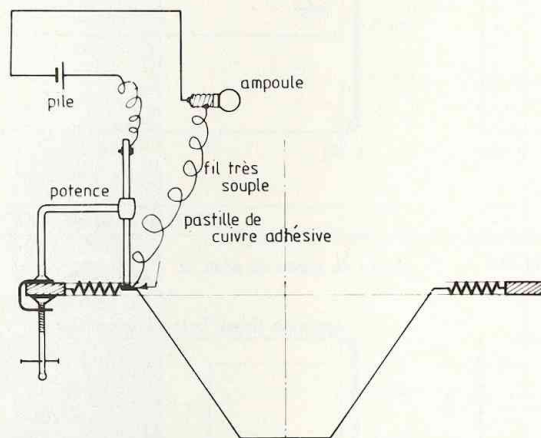 pile
ampoule
fil très
souple
potence
pastille de
cuivre adhésive